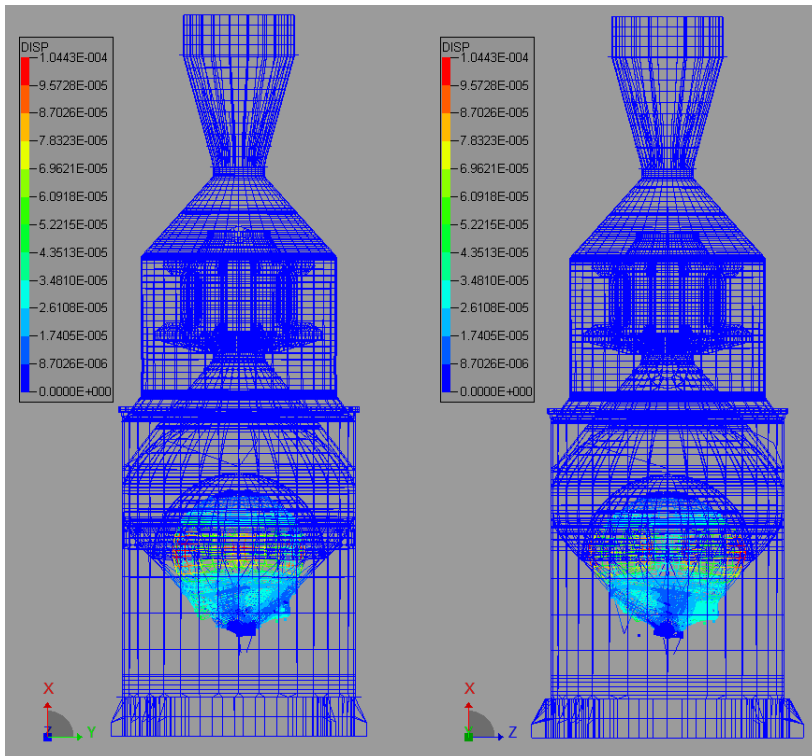 DISP
1.0443E-004
9.5728E-005
8.7026E-005
7.8323E-005
6.9621E-005
6.0918E-005
5.2215E-005
4.3513E-005
3.4810E-005
2.6108E-005
1.7405E-005
8.7026E-006
0.0000E+000
DISP
1.0443E-004
9.5728E-005
8.7026E-005
7.8323E-005
6.9621E-005
6.0918E-005
5.2215E-005
4.3513E-005
3.4810E-005
2.6108E-005
1.7405E-005
8.7026E-006
0.0000E+000
X
Z Y
X
Y Z